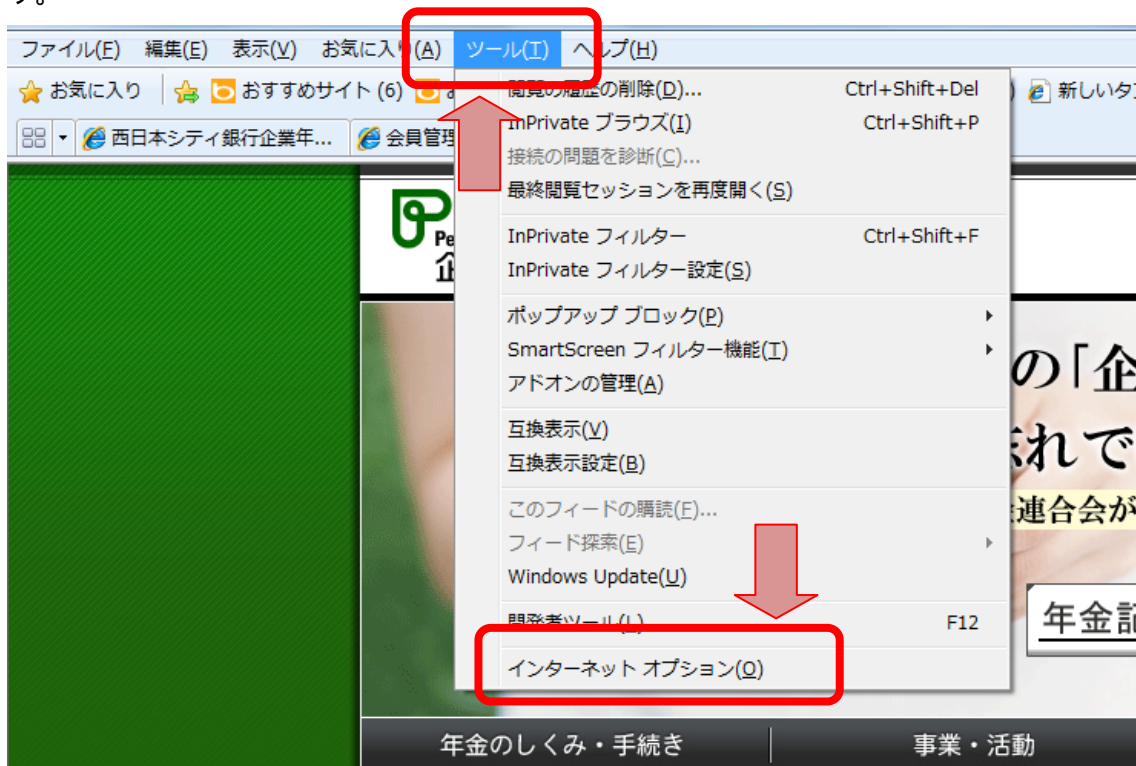 す。
ファイル(F) 編集(E) 表示(V) お気に入り(A) ツール(T) ヘルプ(H)
お気に入り おすすめサイト (6) 新しいタ
西日本シティ銀行企業年... 会員管理
閲覧の履歴の削除(D)... Ctrl+Shift+Del
InPrivate ブラウズ(I) Ctrl+Shift+P
接続の問題を診断(C)...
最終閲覧セッションを再度開く(S)
InPrivate フィルター Ctrl+Shift+F
InPrivate フィルター設定(S)
ポップアップ ブロック(P)
SmartScreen フィルター機能(T)
アドオンの管理(A)
互換表示(V)
互換表示設定(B)
このフィードの購読(F)...
フィード探索(E)
Windows Update(U)
開発者ツール(L) F12
インターネット オプション(O)
Pe
企
の「企
れで
連合会が
年金記
年金のしくみ・手続き 事業・活動